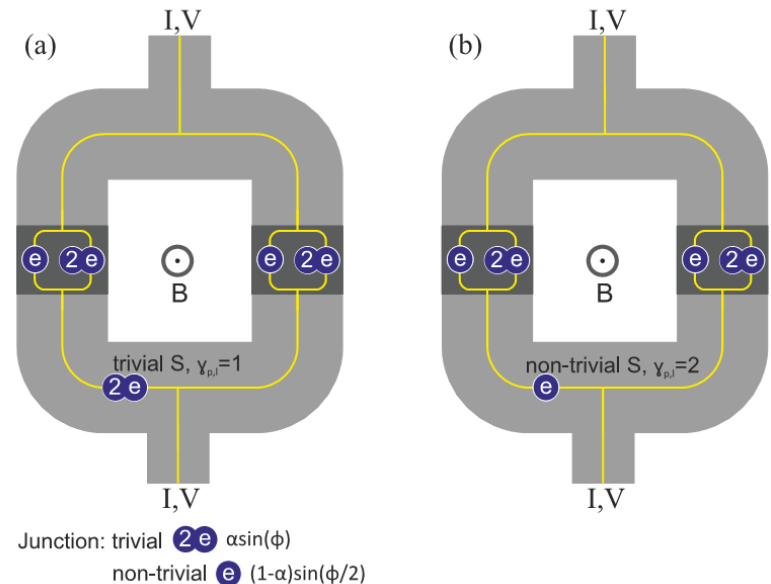 (a)
I,V
e 2e
e 2e
B
trivial S, γp,l=1
2e
I,V
(b)
I,V
e 2e
e 2e
B
non-trivial S, γp,l=2
e
I,V
Junction: trivial 2e αsin(ϕ)
non-trivial e (1-α)sin(ϕ/2)